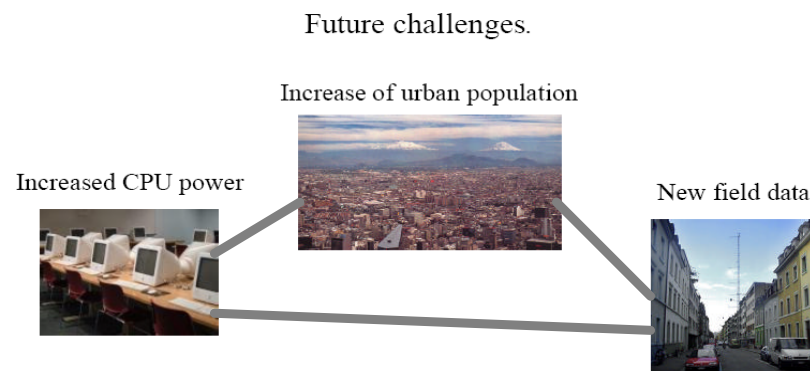 Future challenges.
Increase of urban population
Increased CPU power
New field data